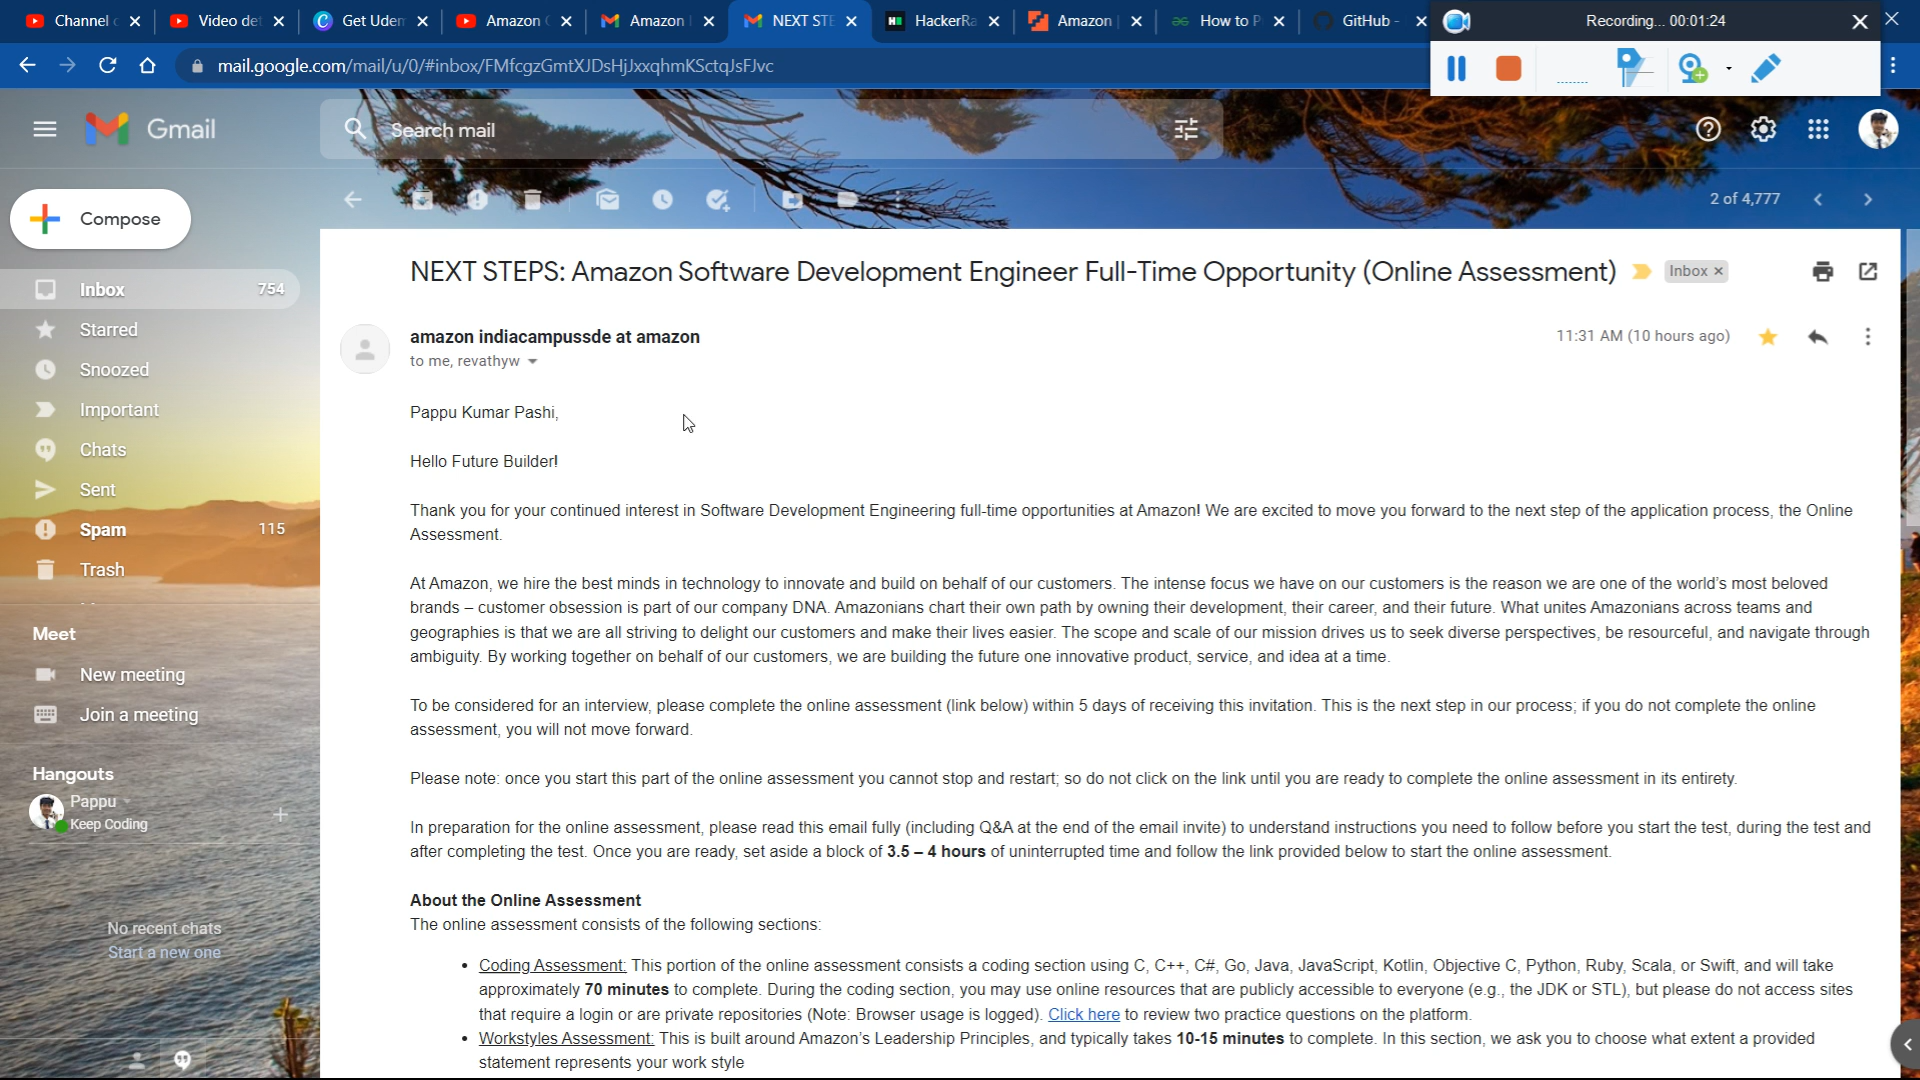 Channel c
Video det
Get Udem
Amazon
Amazon
NEXT STE
HackerRa
Amazon
How to P
GitHub -
Recording... 00:01:24
mail.google.com/mail/u/0/#inbox/FMfcgzGmtXJDsHjJxxqhmKSctqJsFJvc
Gmail
Search mail
Compose
2 of 4,777
Inbox 754
Starred
Snoozed
Important
Chats
Sent
Spam 115
Trash
Meet
New meeting
Join a meeting
Hangouts
Pappu
Keep Coding
No recent chats
Start a new one
NEXT STEPS: Amazon Software Development Engineer Full-Time Opportunity (Online Assessment) Inbox
amazon indiacampussde at amazon 11:31 AM (10 hours ago)
to me, revathyw
Pappu Kumar Pashi,
Hello Future Builder!
Thank you for your continued interest in Software Development Engineering full-time opportunities at Amazon! We are excited to move you forward to the next step of the application process, the Online
Assessment.
At Amazon, we hire the best minds in technology to innovate and build on behalf of our customers. The intense focus we have on our customers is the reason we are one of the world's most beloved
brands – customer obsession is part of our company DNA. Amazonians chart their own path by owning their development, their career, and their future. What unites Amazonians across teams and
geographies is that we are all striving to delight our customers and make their lives easier. The scope and scale of our mission drives us to seek diverse perspectives, be resourceful, and navigate through
ambiguity. By working together on behalf of our customers, we are building the future one innovative product, service, and idea at a time.
To be considered for an interview, please complete the online assessment (link below) within 5 days of receiving this invitation. This is the next step in our process; if you do not complete the online
assessment, you will not move forward.
Please note: once you start this part of the online assessment you cannot stop and restart; so do not click on the link until you are ready to complete the online assessment in its entirety.
In preparation for the online assessment, please read this email fully (including Q&A at the end of the email invite) to understand instructions you need to follow before you start the test, during the test and
after completing the test. Once you are ready, set aside a block of 3.5 – 4 hours of uninterrupted time and follow the link provided below to start the online assessment.
About the Online Assessment
The online assessment consists of the following sections:
• Coding Assessment: This portion of the online assessment consists a coding section using C, C++, C#, Go, Java, JavaScript, Kotlin, Objective C, Python, Ruby, Scala, or Swift, and will take
approximately 70 minutes to complete. During the coding section, you may use online resources that are publicly accessible to everyone (e.g., the JDK or STL), but please do not access sites
that require a login or are private repositories (Note: Browser usage is logged). Click here to review two practice questions on the platform.
• Workstyles Assessment: This is built around Amazon's Leadership Principles, and typically takes 10-15 minutes to complete. In this section, we ask you to choose what extent a provided
statement represents your work style